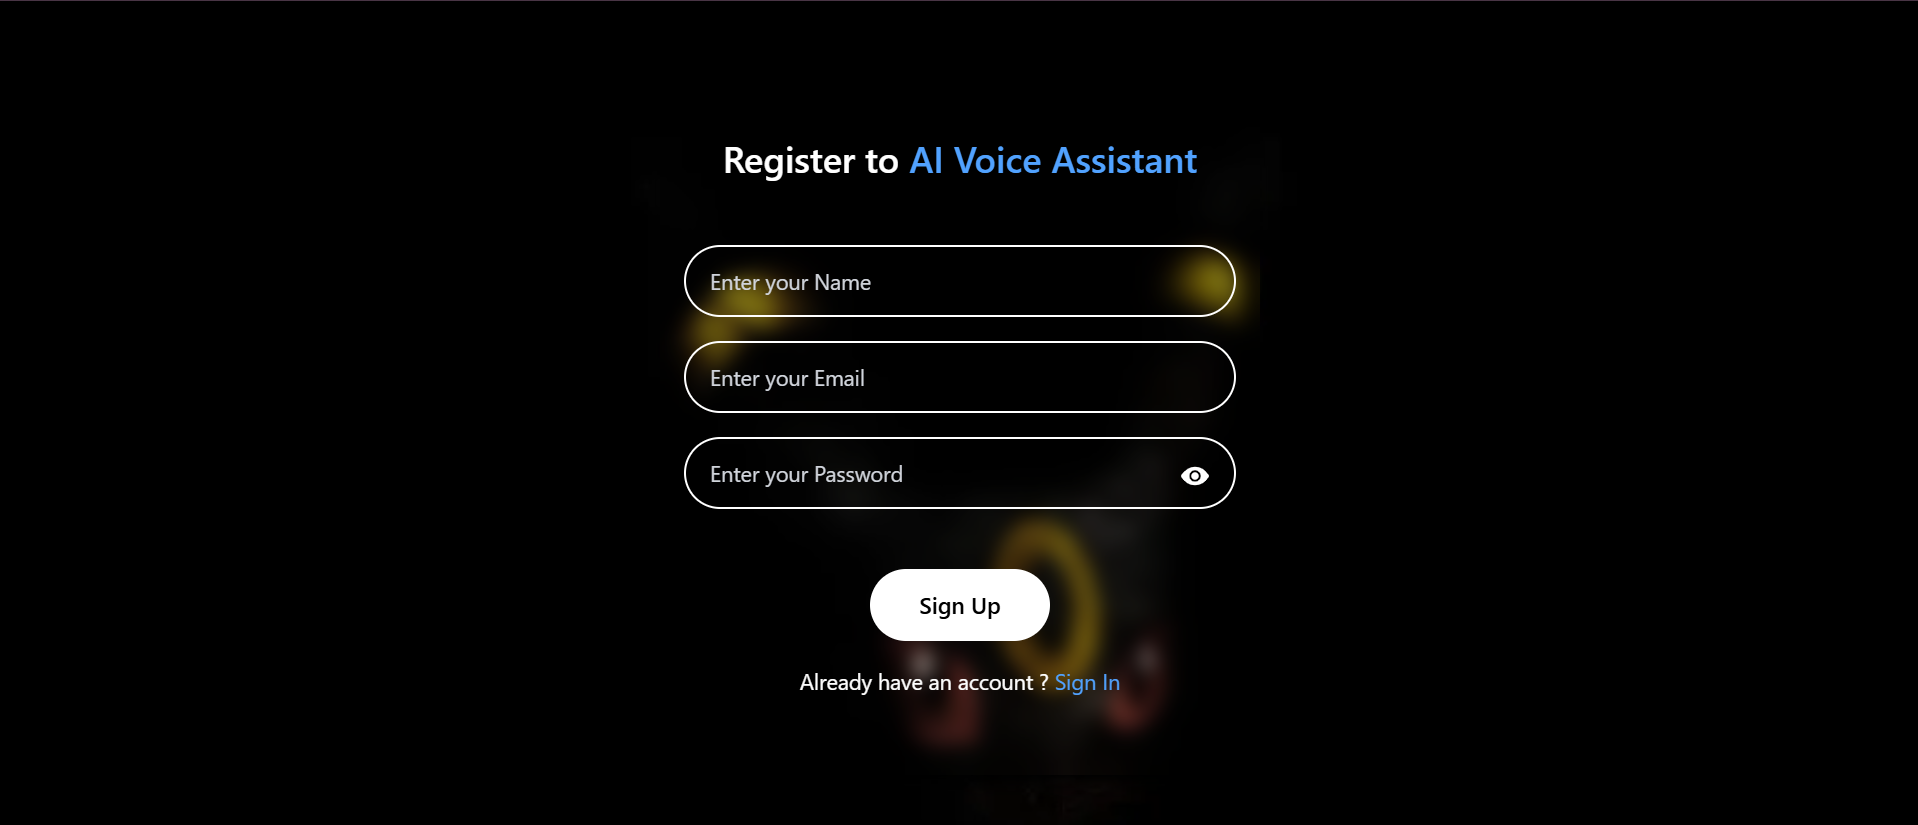 Register to AI Voice Assistant
Enter your Name
Enter your Email
Enter your Password
Sign Up
Already have an account ? Sign In